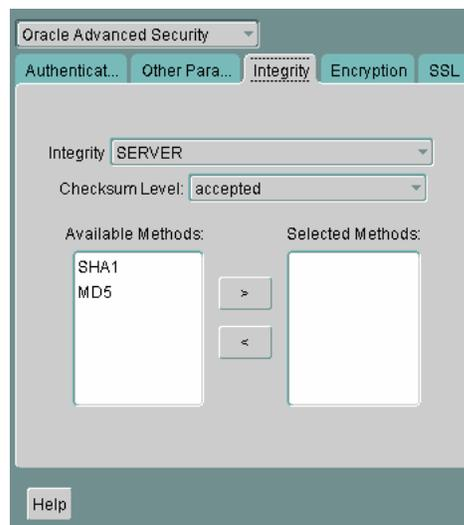 Oracle Advanced Security
Authenticat... Other Para... Integrity Encryption SSL
Integrity SERVER
Checksum Level: accepted
Available Methods: Selected Methods:
SHA1
MD5
>
<
Help